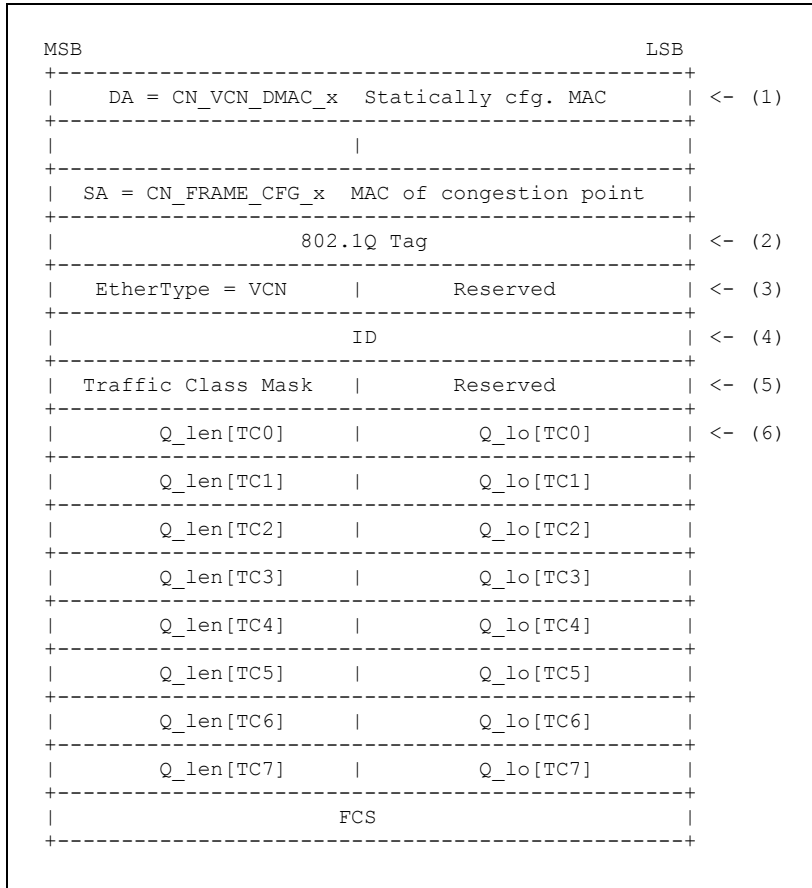 MSB                                                LSB
+--------------------------------------------------+
|    DA = CN_VCN_DMAC_x  Statically cfg. MAC       | <- (1)
+--------------------------------------------------+
|                        |                         |
+--------------------------------------------------+
|  SA = CN_FRAME_CFG_x  MAC of congestion point    |
+--------------------------------------------------+
|                   802.1Q Tag                     | <- (2)
+--------------------------------------------------+
|   EtherType = VCN      |       Reserved          | <- (3)
+--------------------------------------------------+
|                       ID                         | <- (4)
+--------------------------------------------------+
|  Traffic Class Mask    |       Reserved          | <- (5)
+--------------------------------------------------+
|        Q_len[TC0]      |         Q_lo[TC0]       | <- (6)
+--------------------------------------------------+
|        Q_len[TC1]      |         Q_lo[TC1]       |
+--------------------------------------------------+
|        Q_len[TC2]      |         Q_lo[TC2]       |
+--------------------------------------------------+
|        Q_len[TC3]      |         Q_lo[TC3]       |
+--------------------------------------------------+
|        Q_len[TC4]      |         Q_lo[TC4]       |
+--------------------------------------------------+
|        Q_len[TC5]      |         Q_lo[TC5]       |
+--------------------------------------------------+
|        Q_len[TC6]      |         Q_lo[TC6]       |
+--------------------------------------------------+
|        Q_len[TC7]      |         Q_lo[TC7]       |
+--------------------------------------------------+
|                      FCS                         |
+--------------------------------------------------+